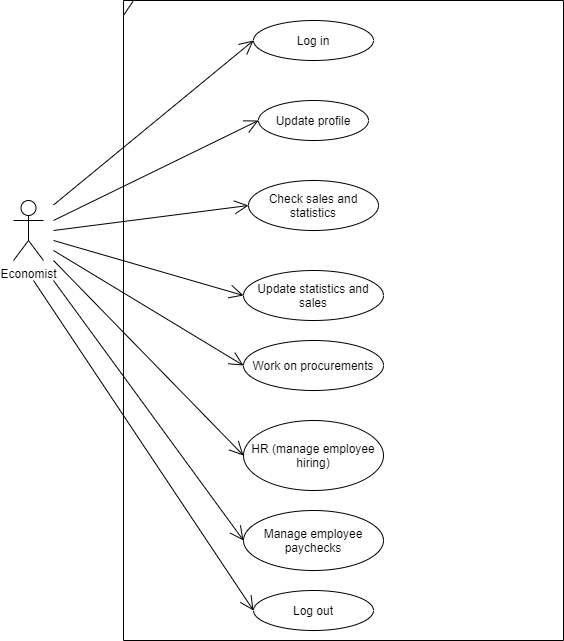 Log in
Update profile
Check sales and
statistics
Economist
Update statistics and
sales
Work on procurements
HR (manage employee
hiring)
Manage employee
paychecks
Log out